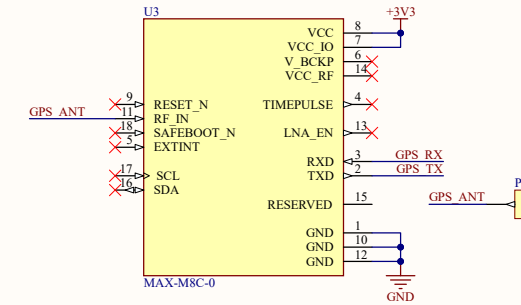 U3
+3V3
VCC 8
VCC_IO 7
V_BCKP 6
VCC_RF 14
9 RESET_N TIMEPULSE 4
GPS_ANT 11 RF_IN
18 SAFEBOOT_N LNA_EN 13
5 EXTINT
RXD 3 GPS_RX
17 SCL TXD 2 GPS_TX
16 SDA
RESERVED 15 GPS_ANT P
GND 1
GND 10
GND 12
MAX-M8C-0
GND